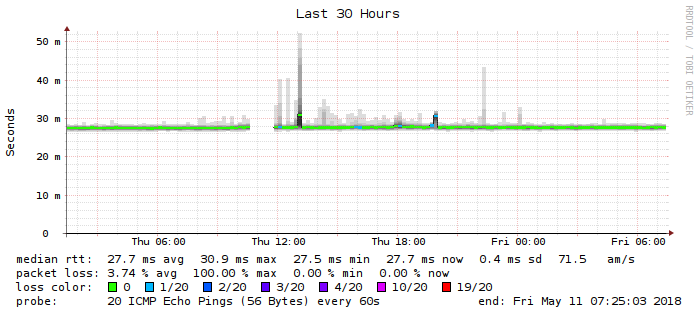 Last 30 Hours
RRDTOOL / TOBI OETIKER
Seconds
50 m
40 m
30 m
20 m
10 m
0
Thu 06:00 Thu 12:00 Thu 18:00 Fri 00:00 Fri 06:00
median rtt: 27.7 ms avg 30.9 ms max 27.5 ms min 27.7 ms now 0.4 ms sd 71.5 am/s
packet loss: 3.74 % avg 100.00 % max 0.00 % min 0.00 % now
loss color: 0 1/20 2/20 3/20 4/20 10/20 19/20
probe: 20 ICMP Echo Pings (56 Bytes) every 60s end: Fri May 11 07:25:03 2018